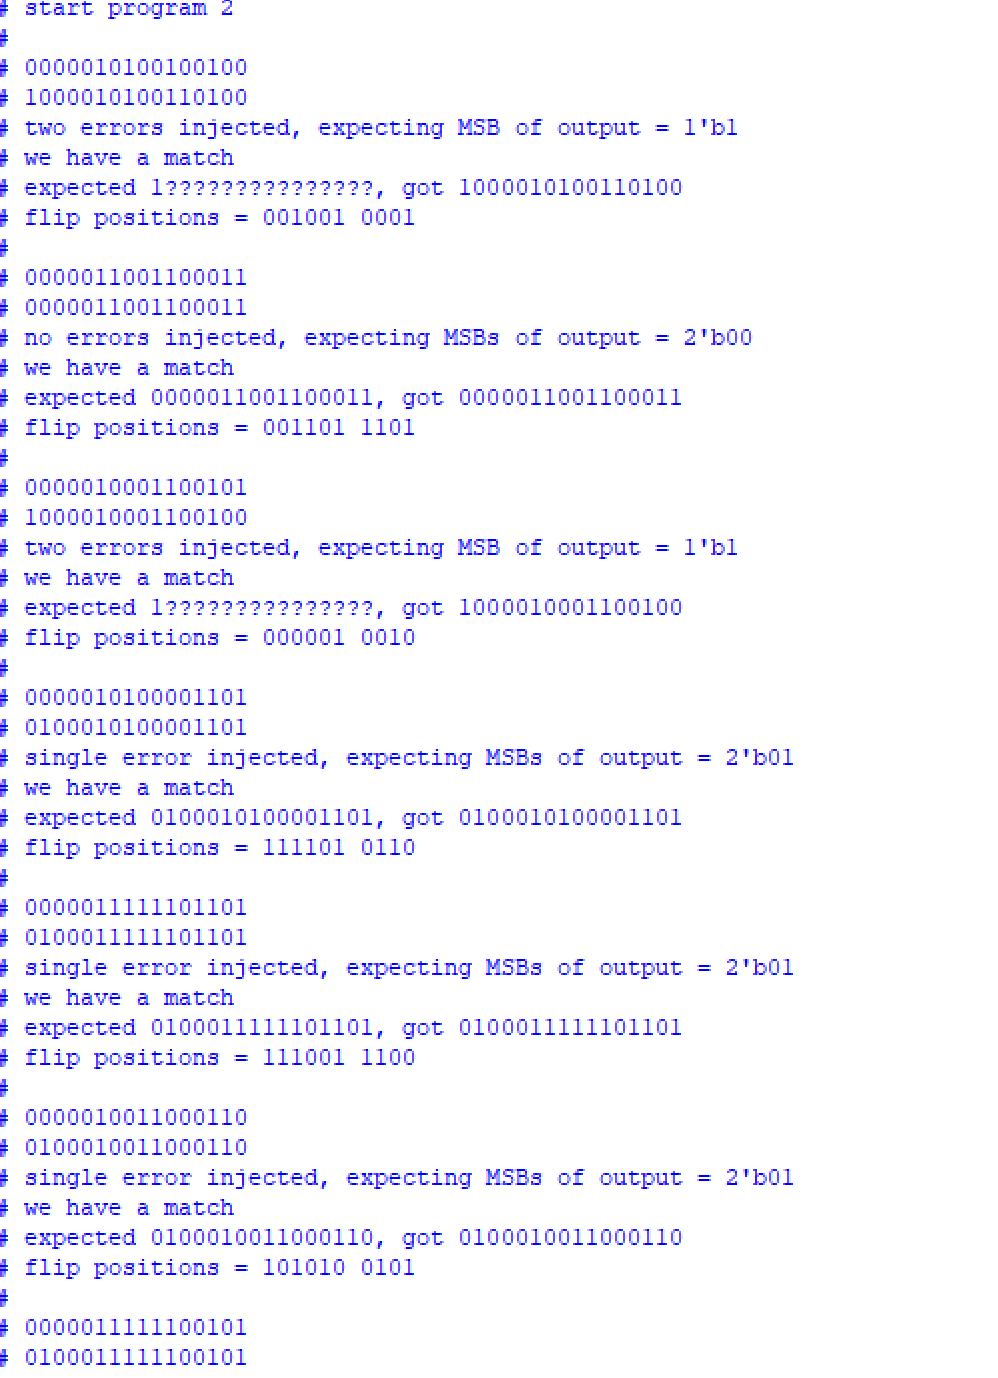 # start program 2
#
# 0000010100100100
# 1000010100110100
# two errors injected, expecting MSB of output = 1'b1
# we have a match
# expected 1???????????????, got 1000010100110100
# flip positions = 001001 0001
#
# 0000011001100011
# 0000011001100011
# no errors injected, expecting MSBs of output = 2'b00
# we have a match
# expected 0000011001100011, got 0000011001100011
# flip positions = 001101 1101
#
# 0000010001100101
# 1000010001100100
# two errors injected, expecting MSB of output = 1'b1
# we have a match
# expected 1???????????????, got 1000010001100100
# flip positions = 000001 0010
#
# 0000010100001101
# 0100010100001101
# single error injected, expecting MSBs of output = 2'b01
# we have a match
# expected 0100010100001101, got 0100010100001101
# flip positions = 111101 0110
#
# 0000011111101101
# 0100011111101101
# single error injected, expecting MSBs of output = 2'b01
# we have a match
# expected 0100011111101101, got 0100011111101101
# flip positions = 111001 1100
#
# 0000010011000110
# 0100010011000110
# single error injected, expecting MSBs of output = 2'b01
# we have a match
# expected 0100010011000110, got 0100010011000110
# flip positions = 101010 0101
#
# 0000011111100101
# 0100011111100101